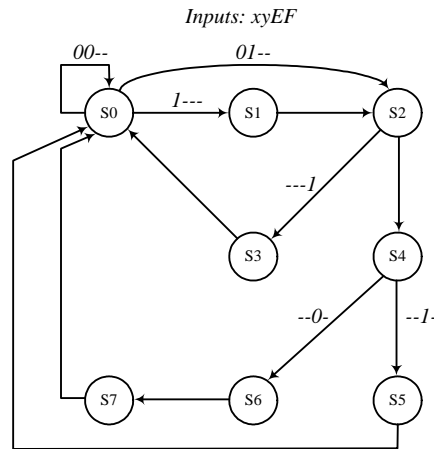 Inputs: xyEF
00--
01--
S0
1---
S1
S2
---1
S3
S4
--0-
--1-
S7
S6
S5